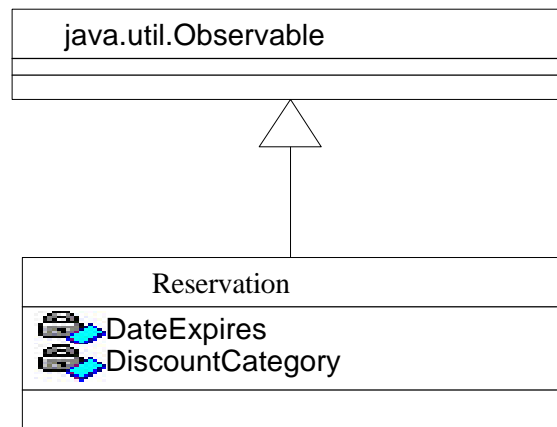 java.util.Observable
Reservation
DateExpires
DiscountCategory